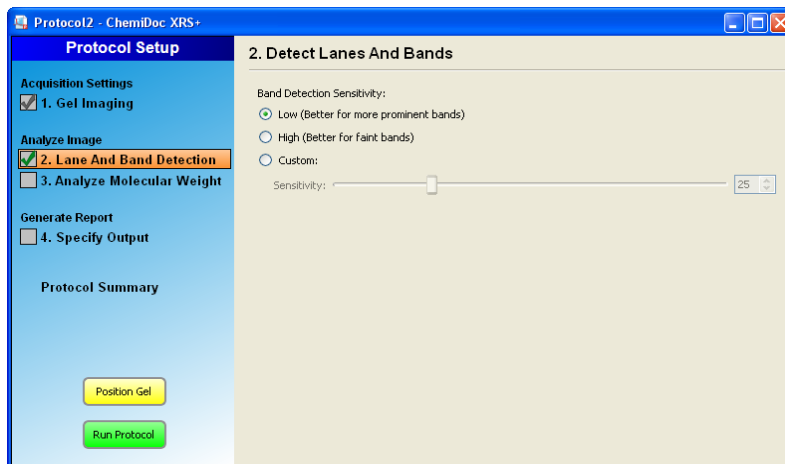 Protocol2 - ChemiDoc XRS+
Protocol Setup
Acquisition Settings
1. Gel Imaging
Analyze Image
2. Lane And Band Detection
3. Analyze Molecular Weight
Generate Report
4. Specify Output
Protocol Summary
Position Gel
Run Protocol
2. Detect Lanes And Bands
Band Detection Sensitivity:
Low (Better for more prominent bands)
High (Better for faint bands)
Custom:
Sensitivity: 25